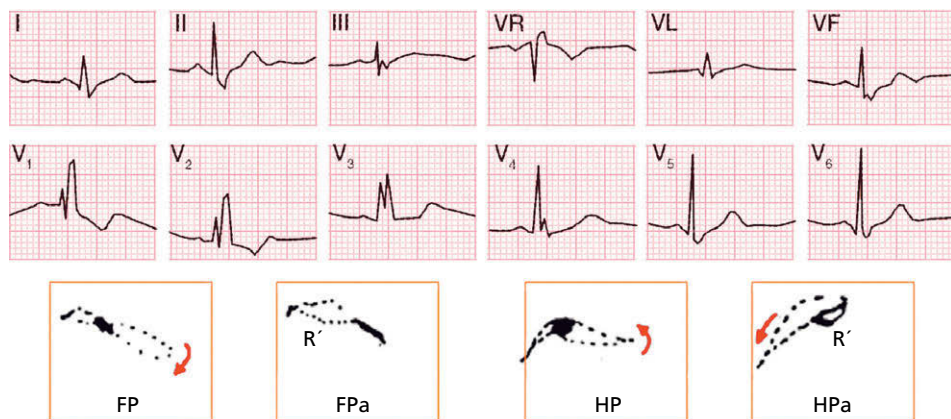 I II III VR VL VF
V1 V2 V3 V4 V5 V6
R´ R´
FP FPa HP HPa